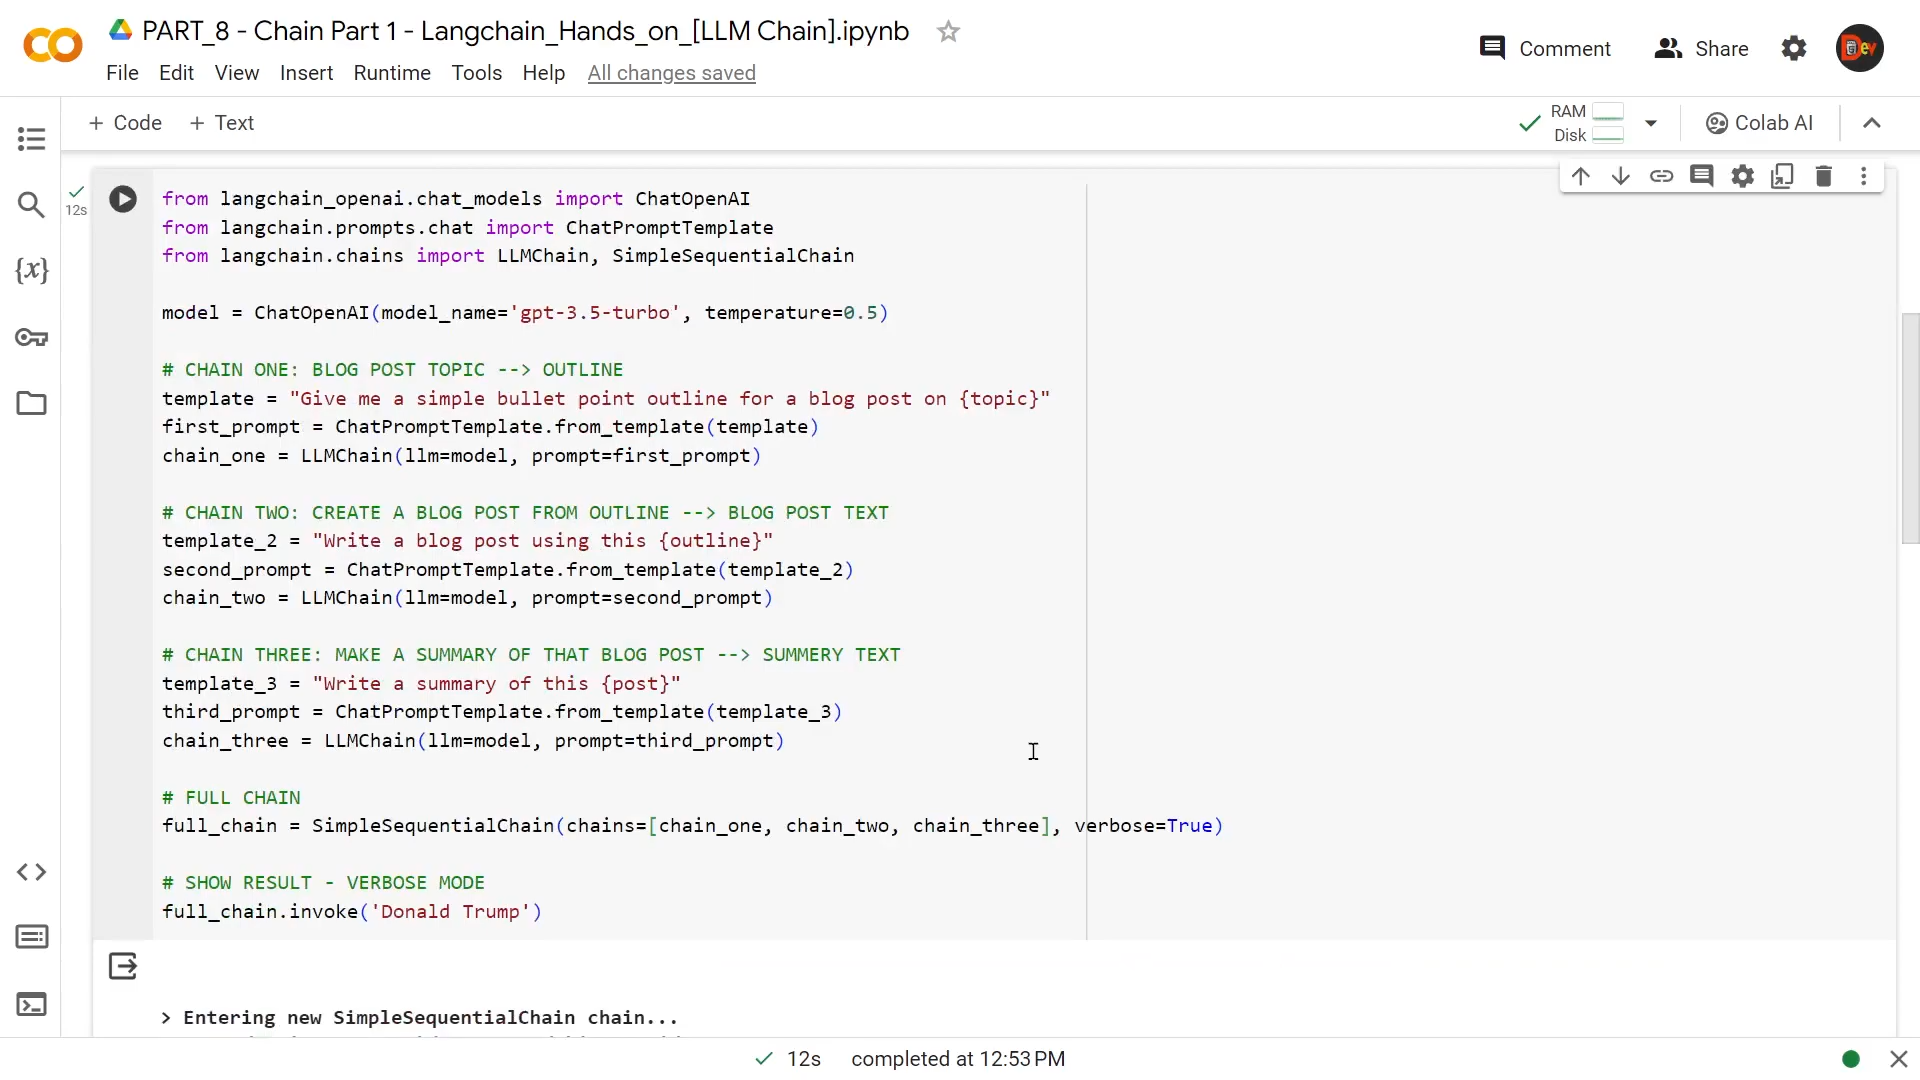 PART_8 - Chain Part 1 - Langchain_Hands_on_[LLM Chain].ipynb
Comment
Share
Dev
File Edit View Insert Runtime Tools Help All changes saved
+ Code + Text
RAM
Disk
Colab AI
{x}
12s
from langchain_openai.chat_models import ChatOpenAI
from langchain.prompts.chat import ChatPromptTemplate
from langchain.chains import LLMChain, SimpleSequentialChain
model = ChatOpenAI(model_name='gpt-3.5-turbo', temperature=0.5)
# CHAIN ONE: BLOG POST TOPIC --> OUTLINE
template = "Give me a simple bullet point outline for a blog post on {topic}"
first_prompt = ChatPromptTemplate.from_template(template)
chain_one = LLMChain(llm=model, prompt=first_prompt)
# CHAIN TWO: CREATE A BLOG POST FROM OUTLINE --> BLOG POST TEXT
template_2 = "Write a blog post using this {outline}"
second_prompt = ChatPromptTemplate.from_template(template_2)
chain_two = LLMChain(llm=model, prompt=second_prompt)
# CHAIN THREE: MAKE A SUMMARY OF THAT BLOG POST --> SUMMERY TEXT
template_3 = "Write a summary of this {post}"
third_prompt = ChatPromptTemplate.from_template(template_3)
chain_three = LLMChain(llm=model, prompt=third_prompt)
# FULL CHAIN
full_chain = SimpleSequentialChain(chains=[chain_one, chain_two, chain_three], verbose=True)
# SHOW RESULT - VERBOSE MODE
full_chain.invoke('Donald Trump')
> Entering new SimpleSequentialChain chain...
12s completed at 12:53 PM